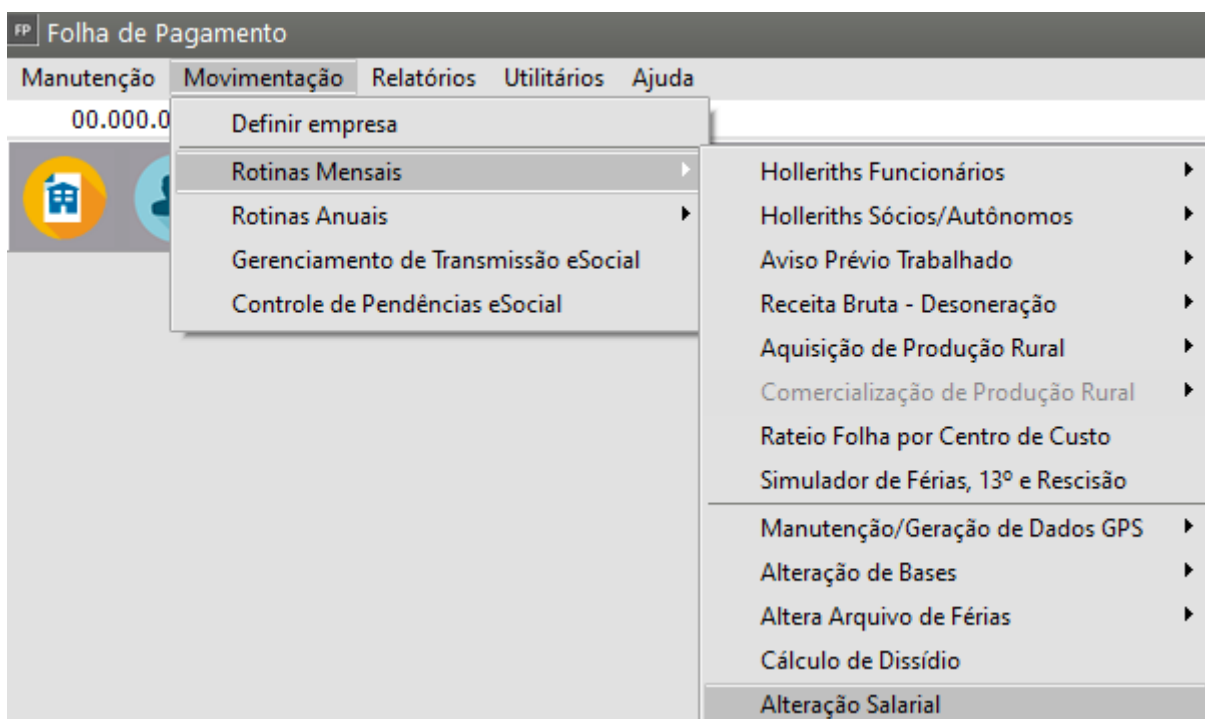 FP Folha de Pagamento
Manutenção Movimentação Relatórios Utilitários Ajuda
00.000.0
Definir empresa
Rotinas Mensais
Rotinas Anuais
Gerenciamento de Transmissão eSocial
Controle de Pendências eSocial
Holleriths Funcionários
Holleriths Sócios/Autônomos
Aviso Prévio Trabalhado
Receita Bruta - Desoneração
Aquisição de Produção Rural
Comercialização de Produção Rural
Rateio Folha por Centro de Custo
Simulador de Férias, 13º e Rescisão
Manutenção/Geração de Dados GPS
Alteração de Bases
Altera Arquivo de Férias
Cálculo de Dissídio
Alteração Salarial